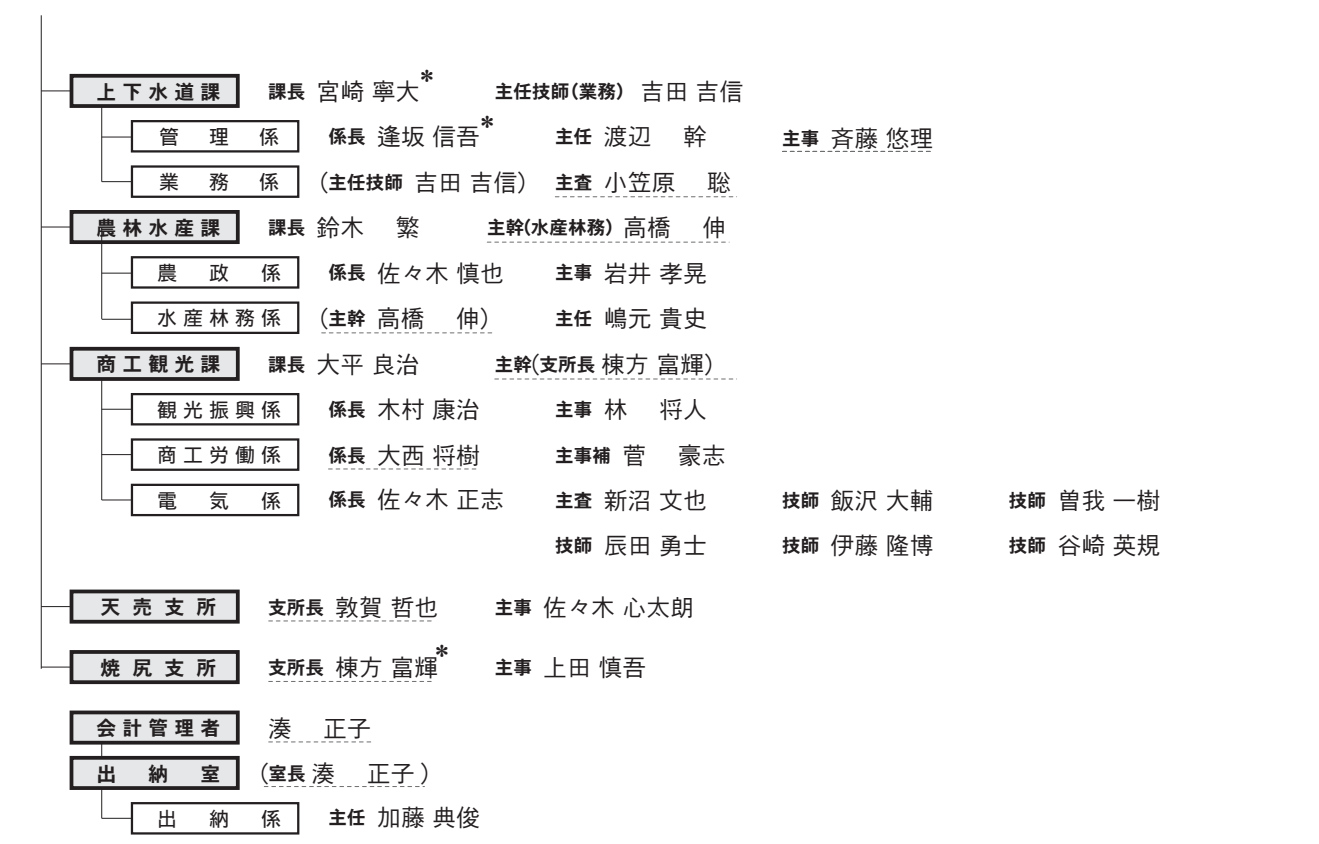 上下水道課 課長 宮崎 寧大* 主任技師(業務) 吉田 吉信
管理係 係長 逢坂 信吾* 主任 渡辺 幹 主事 斉藤 悠理
業務係 (主任技師 吉田 吉信) 主査 小笠原 聡
農林水産課 課長 鈴木 繁 主幹(水産林務) 高橋 伸
農政係 係長 佐々木 慎也 主事 岩井 孝晃
水産林務係 (主幹 高橋 伸) 主任 嶋元 貴史
商工観光課 課長 大平 良治 主幹(支所長 棟方 富輝)
観光振興係 係長 木村 康治 主事 林 将人
商工労働係 係長 大西 将樹 主事補 菅 豪志
電気係 係長 佐々木 正志 主査 新沼 文也 技師 飯沢 大輔 技師 曽我 一樹
技師 辰田 勇士 技師 伊藤 隆博 技師 谷崎 英規
天売支所 支所長 敦賀 哲也 主事 佐々木 心太朗
焼尻支所 支所長 棟方 富輝* 主事 上田 慎吾
会計管理者 湊 正子
出納室 (室長 湊 正子)
出納係 主任 加藤 典俊